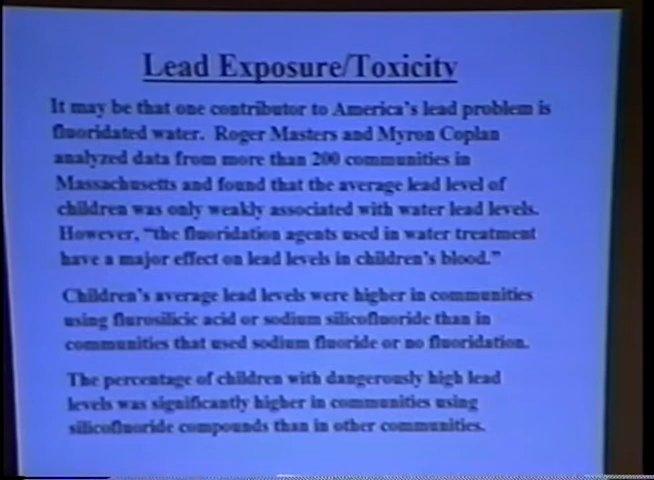 Lead Exposure/Toxicity
It may be that one contributor to America's lead problem is
fluoridated water. Roger Masters and Myron Coplan
analyzed data from more than 200 communities in
Massachusetts and found that the average lead level of
children was only weakly associated with water lead levels.
However, "the fluoridation agents used in water treatment
have a major effect on lead levels in children's blood."
Children's average lead levels were higher in communities
using flurosilicic acid or sodium silicofluoride than in
communities that used sodium fluoride or no fluoridation.
The percentage of children with dangerously high lead
levels was significantly higher in communities using
silicofluoride compounds than in other communities.